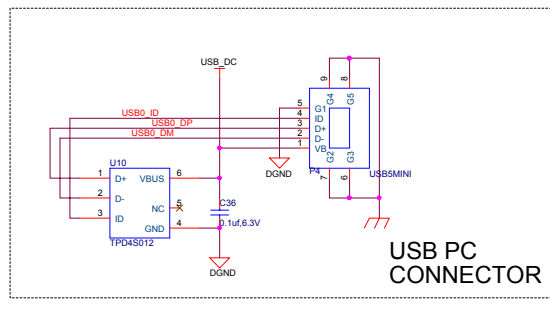 USB_DC
9
8
G4
G5
5
G1
USB0_ID
4
ID
USB0_DP
3
D+
USB0_DM
2
D-
1
VB
U10
G2
G3
DGND
P4
USB5MINI
1
D+
VBUS
6
7
6
2
D-
5
NC
C36
3
ID
GND
4
0.1uf,6.3V
TPD4S012
DGND
USB PC
CONNECTOR